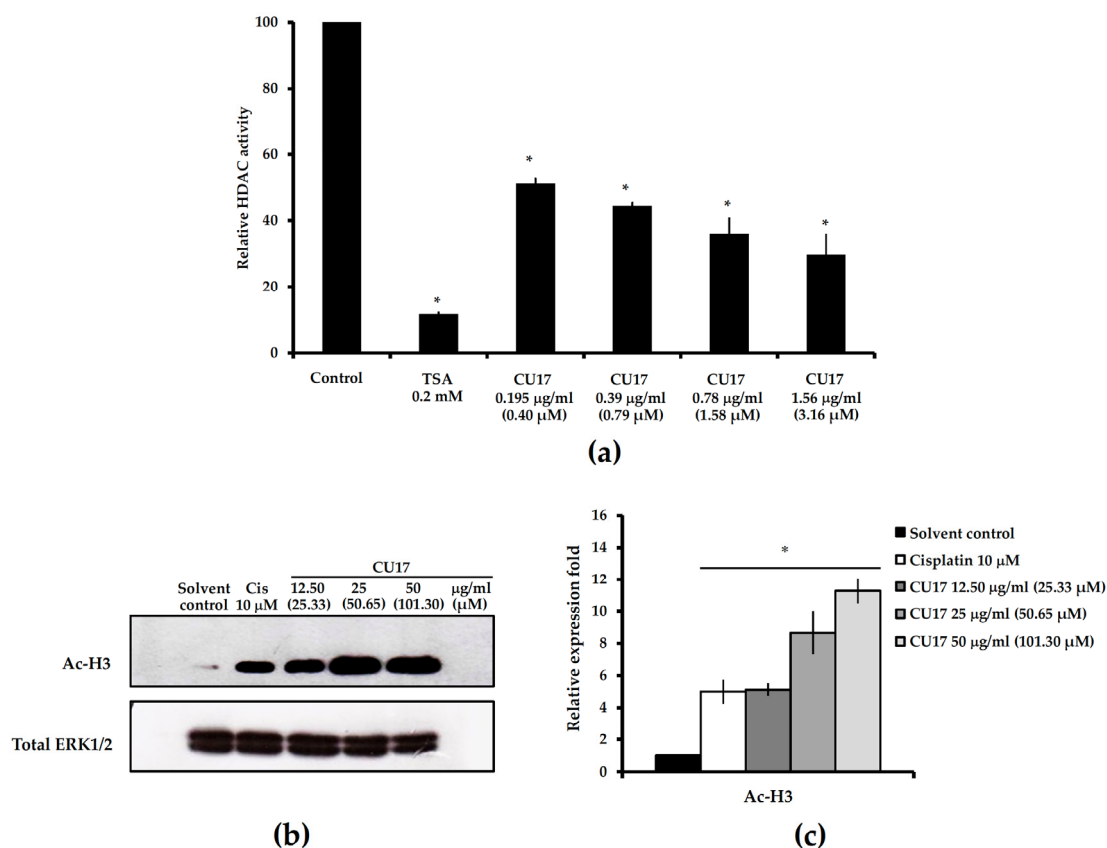 100
80
60
40
20
0
Relative HDAC activity
*
*
*
*
*
Control
TSA
0.2 mM
CU17
0.195 µg/ml
(0.40 µM)
CU17
0.39 µg/ml
(0.79 µM)
CU17
0.78 µg/ml
(1.58 µM)
CU17
1.56 µg/ml
(3.16 µM)
(a)
CU17
Solvent control
Cis 10 µM
12.50 (25.33)
25 (50.65)
50 (101.30)
µg/ml (µM)
Ac-H3
Total ERK1/2
(b)
16
14
12
10
8
6
4
2
0
Relative expression fold
*
Ac-H3
Solvent control
Cisplatin 10 µM
CU17 12.50 µg/ml (25.33 µM)
CU17 25 µg/ml (50.65 µM)
CU17 50 µg/ml (101.30 µM)
(c)